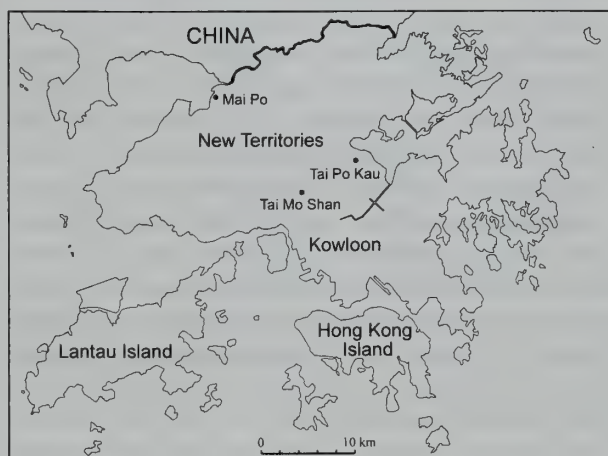 CHINA
Mai Po
New Territories
Tai Po Kau
Tai Mo Shan
Kowloon
Hong Kong
Island
Lantau Island
0 10 km